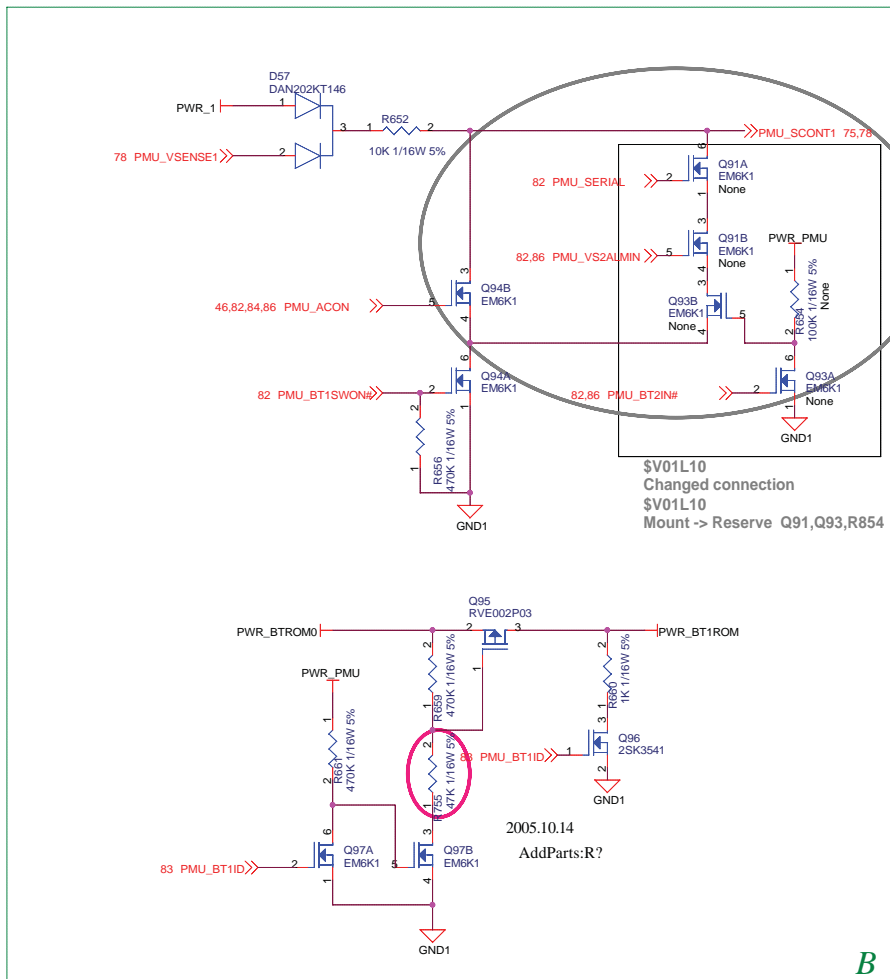 D57
DAN202KT146
PWR_1
1
3
1
R652
2
10K 1/16W 5%
78 PMU_VSENSE1
2
PMU_SCONT1 75,78
6
Q91A
EM6K1
None
82 PMU_SERIAL
2
1
3
Q91B
EM6K1
None
82,86 PMU_VS2ALMIN
5
4
PWR_PMU
1
R654
100K 1/16W 5%
None
2
3
Q93B
EM6K1
None
5
4
3
Q94B
EM6K1
46,82,84,86 PMU_ACON
5
4
6
Q94A
EM6K1
82 PMU_BT1SWON#
2
1
6
Q93A
EM6K1
None
82,86 PMU_BT2IN#
2
1
GND1
2
R656
470K 1/16W 5%
1
GND1
$V01L10
Changed connection
$V01L10
Mount -> Reserve Q91,Q93,R854
Q95
RVE002P03
PWR_BTROM0
2
3
PWR_BT1ROM
1
2
R659
470K 1/16W 5%
1
2
R660
1K 1/16W 5%
1
PWR_PMU
1
R661
470K 1/16W 5%
2
2
R755
47K 1/16W 5%
1
83 PMU_BT1ID
1
3
Q96
2SK3541
2
GND1
2005.10.14
AddParts:R?
6
Q97A
EM6K1
83 PMU_BT1ID
2
1
3
Q97B
EM6K1
5
4
GND1
B